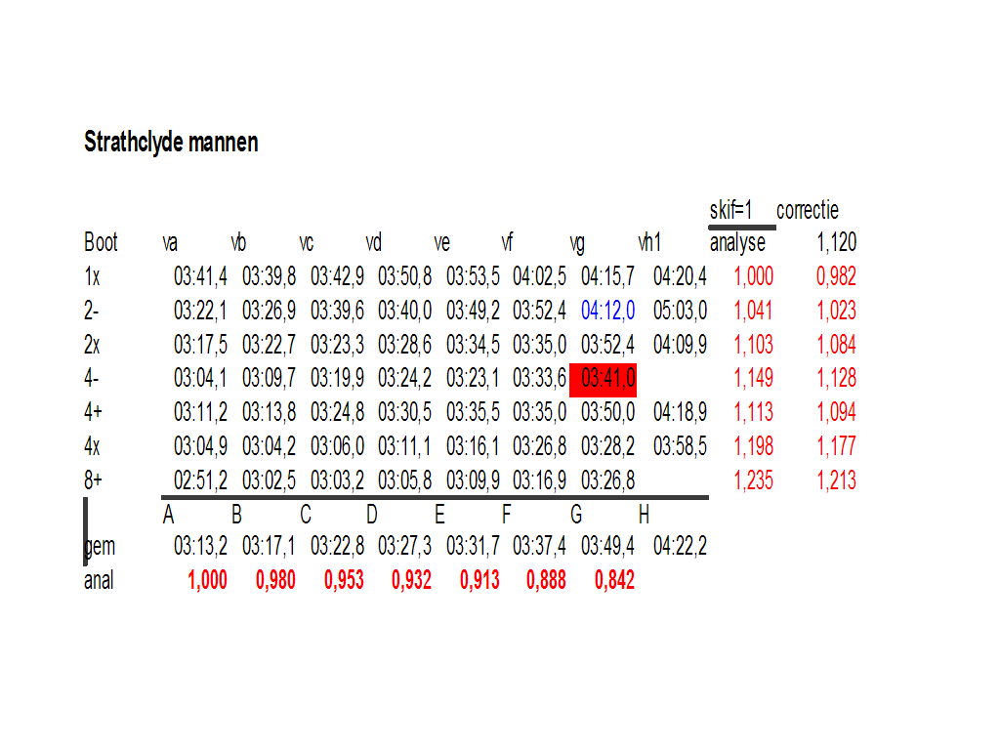 Strathclyde mannen
skif=1 correctie
Boot va vb vc vd ve vf vg vh1 analyse 1,120
1x 03:41,4 03:39,8 03:42,9 03:50,8 03:53,5 04:02,5 04:15,7 04:20,4 1,000 0,982
2- 03:22,1 03:26,9 03:39,6 03:40,0 03:49,2 03:52,4 04:12,0 05:03,0 1,041 1,023
2x 03:17,5 03:22,7 03:23,3 03:28,6 03:34,5 03:35,0 03:52,4 04:09,9 1,103 1,084
4- 03:04,1 03:09,7 03:19,9 03:24,2 03:23,1 03:33,6 03:41,0 1,149 1,128
4+ 03:11,2 03:13,8 03:24,8 03:30,5 03:35,5 03:35,0 03:50,0 04:18,9 1,113 1,094
4x 03:04,9 03:04,2 03:06,0 03:11,1 03:16,1 03:26,8 03:28,2 03:58,5 1,198 1,177
8+ 02:51,2 03:02,5 03:03,2 03:05,8 03:09,9 03:16,9 03:26,8 1,235 1,213
A B C D E F G H
gem 03:13,2 03:17,1 03:22,8 03:27,3 03:31,7 03:37,4 03:49,4 04:22,2
anal 1,000 0,980 0,953 0,932 0,913 0,888 0,842